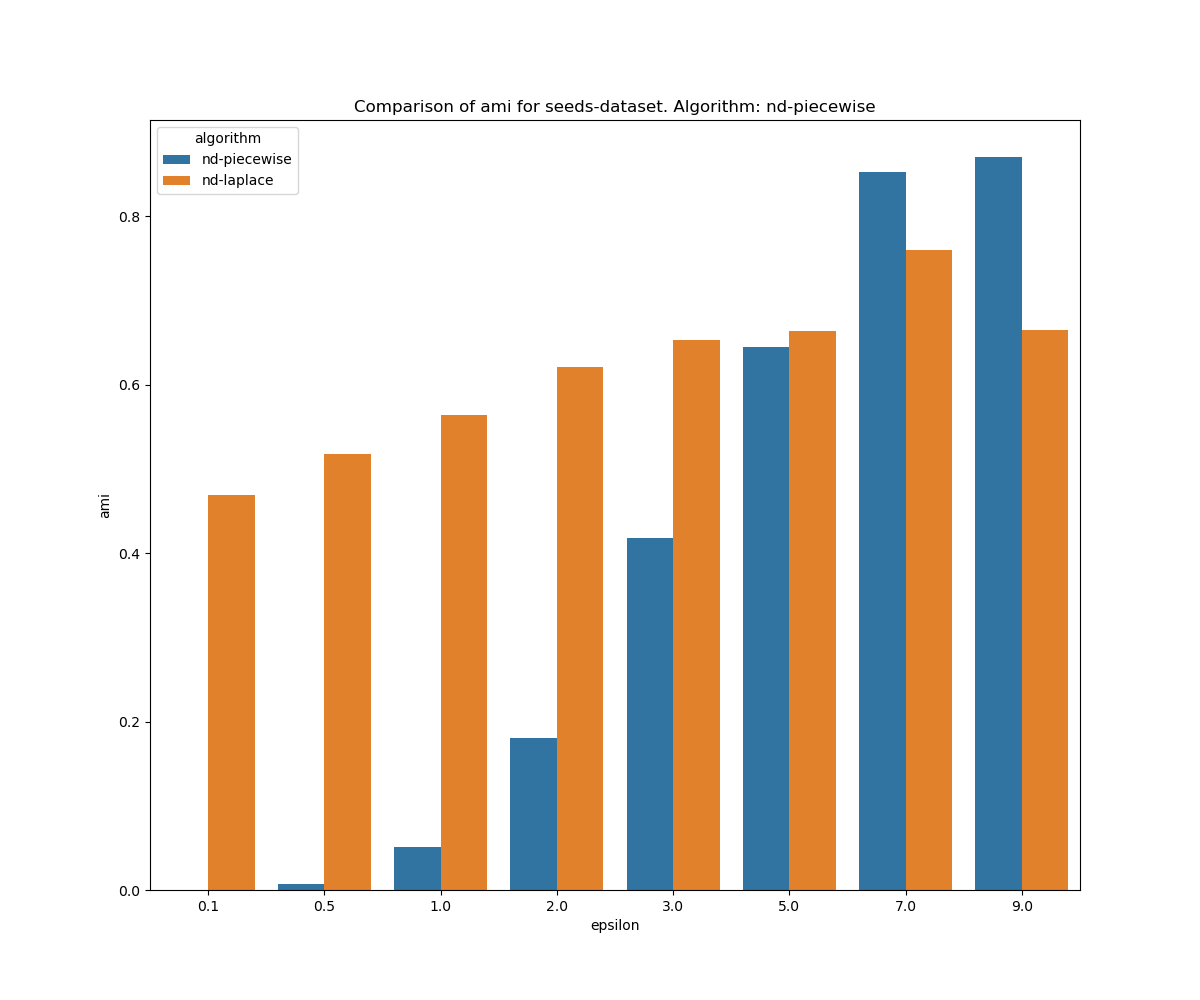 Comparison of ami for seeds-dataset. Algorithm: nd-piecewise
algorithm
nd-piecewise
nd-laplace
0.8
0.6
0.4
0.2
0.0
ami
0.1 0.5 1.0 2.0 3.0 5.0 7.0 9.0
epsilon